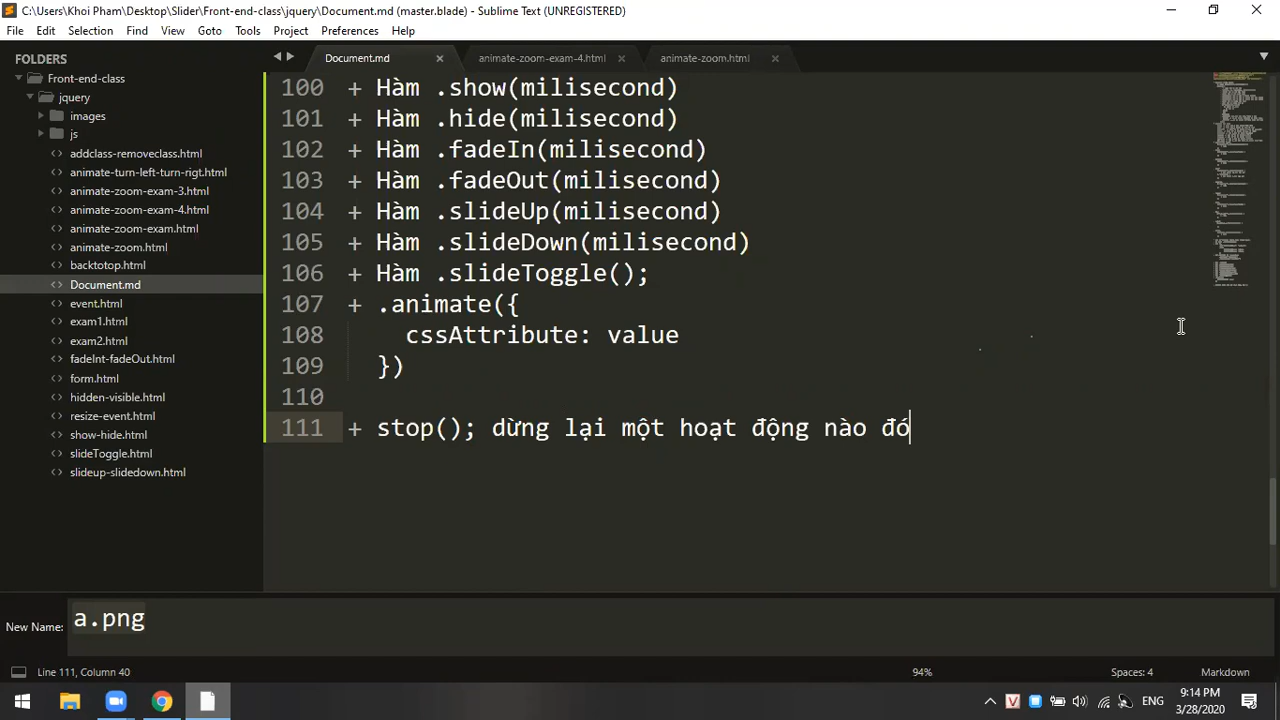 C:\Users\Khoi Pham\Desktop\Slider\Front-end-class\jquery\Document.md (master.blade) - Sublime Text (UNREGISTERED)
File Edit Selection Find View Goto Tools Project Preferences Help
FOLDERS
Front-end-class
jquery
images
js
addclass-removeclass.html
animate-turn-left-turn-rigt.html
animate-zoom-exam-3.html
animate-zoom-exam-4.html
animate-zoom-exam.html
animate-zoom.html
backtotop.html
Document.md
event.html
exam1.html
exam2.html
fadeInt-fadeOut.html
form.html
hidden-visible.html
resize-event.html
show-hide.html
slideToggle.html
slideup-slidedown.html
Document.md animate-zoom-exam-4.html animate-zoom.html
100 + Hàm .show(milisecond)
101 + Hàm .hide(milisecond)
102 + Hàm .fadeIn(milisecond)
103 + Hàm .fadeOut(milisecond)
104 + Hàm .slideUp(milisecond)
105 + Hàm .slideDown(milisecond)
106 + Hàm .slideToggle();
107 + .animate({
108 cssAttribute: value
109 })
110
111 + stop(); dừng lại một hoạt động nào đó
New Name: a.png
Line 111, Column 40 94% Spaces: 4 Markdown
ENG
9:14 PM
3/28/2020